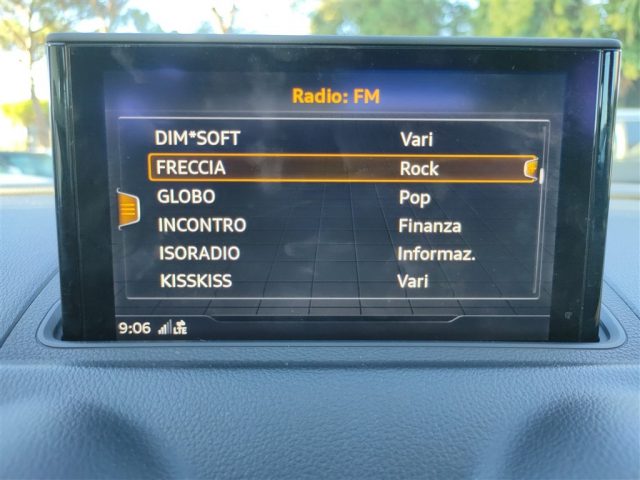 Radio: FM
DIM*SOFT Vari
FRECCIA Rock
GLOBO Pop
INCONTRO Finanza
ISORADIO Informaz.
KISSKISS Vari
9:06 LTE